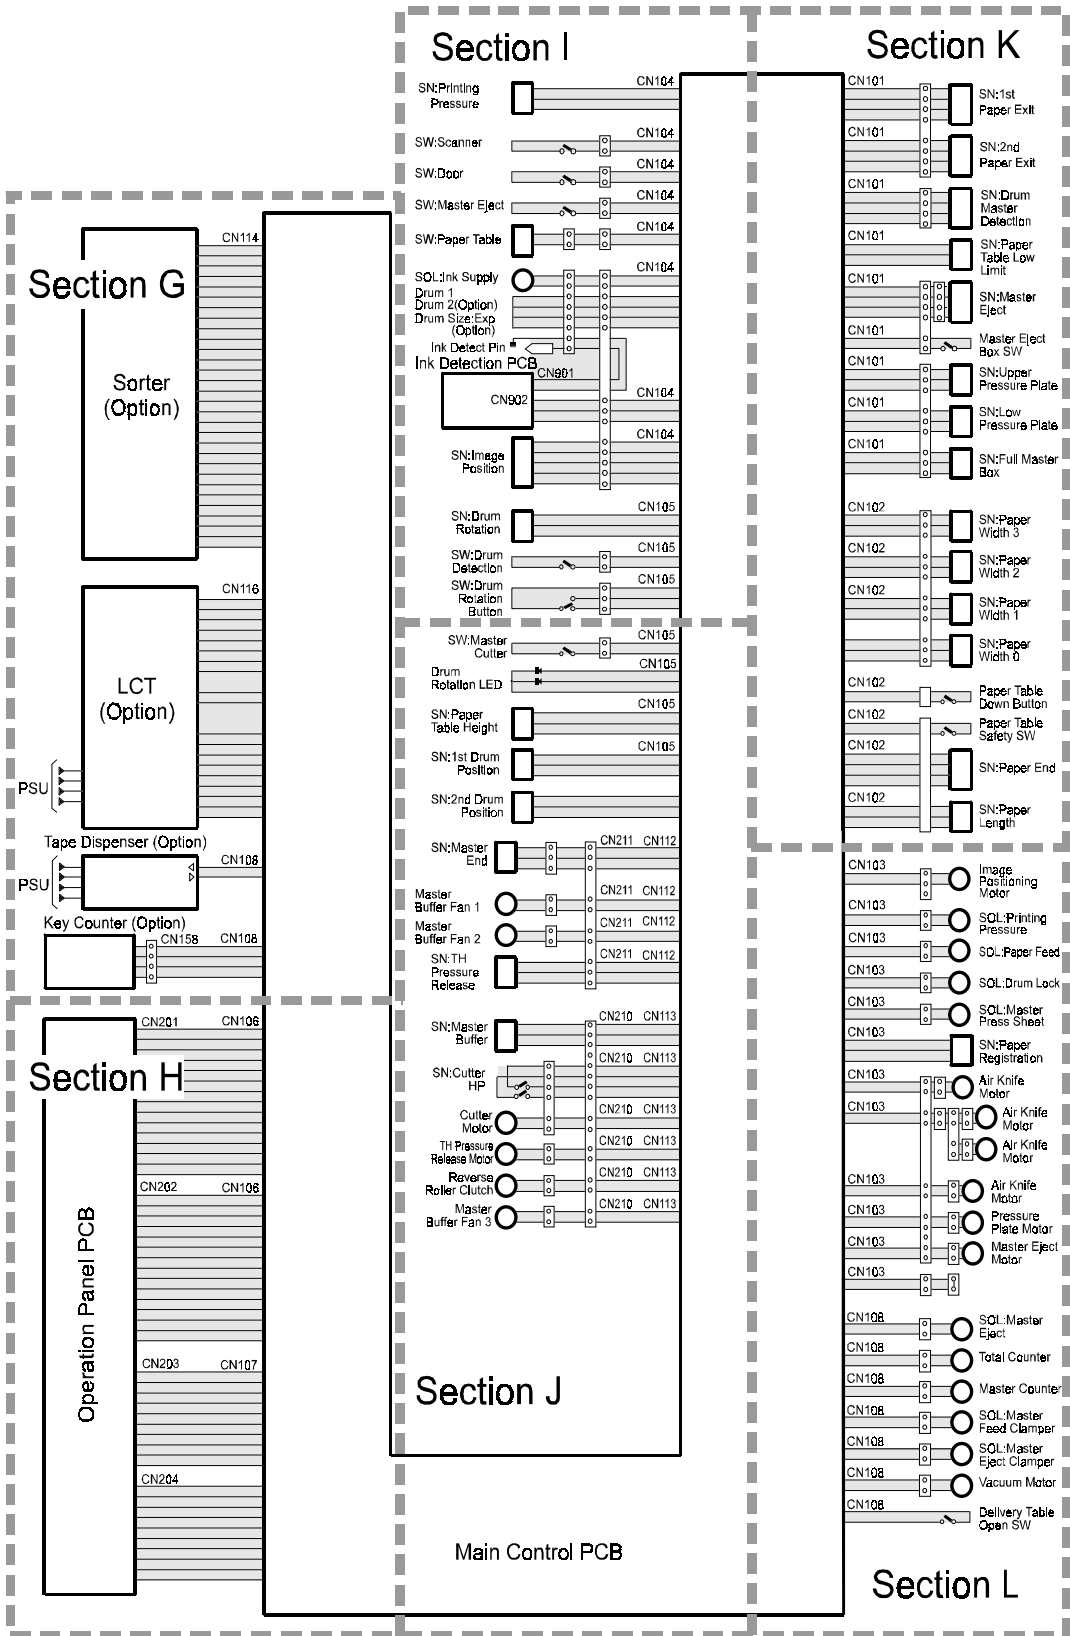 Section I
SN:Printing
Pressure
CN104
SW:Scanner
CN104
SW:Door
CN104
SW:Master Eject
CN104
SW:Paper Table
CN104
SOL:Ink Supply
CN104
Drum 1
Drum 2(Option)
Drum Size:Exp
(Option)
Ink Detect Pin
Ink Detection PCB
CN901
CN902
CN104
SN:Image
Position
CN104
SN:Drum
Rotation
CN105
SW:Drum
Detection
CN105
SW:Drum
Rotation
Button
CN105
Section G
Sorter
(Option)
CN114
LCT
(Option)
CN116
PSU
Tape Dispenser (Option)
CN108
PSU
Key Counter (Option)
CN158
CN108
Section H
Operation Panel PCB
CN201
CN106
CN202
CN106
CN203
CN107
CN204
SW:Master
Cutter
CN105
Drum
Rotation LED
CN105
SN:Paper
Table Height
CN105
SN:1st Drum
Position
CN105
SN:2nd Drum
Position
SN:Master
End
CN211 CN112
Master
Buffer Fan 1
CN211 CN112
Master
Buffer Fan 2
CN211 CN112
SN:TH
Pressure
Release
CN211 CN112
SN:Master
Buffer
CN210 CN113
SN:Cutter
HP
CN210 CN113
Cutter
Motor
CN210 CN113
TH Pressure
Release Motor
CN210 CN113
Reverse
Roller Clutch
CN210 CN113
Master
Buffer Fan 3
CN210 CN113
Section J
Main Control PCB
Section K
CN101
SN:1st
Paper Exit
CN101
SN:2nd
Paper Exit
CN101
SN:Drum
Master
Detection
CN101
SN:Paper
Table Low
Limit
CN101
SN:Master
Eject
Master Eject
Box SW
CN101
SN:Upper
Pressure Plate
CN101
SN:Low
Pressure Plate
CN101
SN:Full Master
Box
CN102
SN:Paper
Width 3
CN102
SN:Paper
Width 2
CN102
SN:Paper
Width 1
CN102
SN:Paper
Width 0
CN102
Paper Table
Down Button
CN102
Paper Table
Safety SW
CN102
SN:Paper End
CN102
SN:Paper
Length
CN103
Image
Positioning
Motor
CN103
SOL:Printing
Pressure
CN103
SOL:Paper Feed
CN103
SOL:Drum Lock
CN103
SOL:Master
Press Sheet
CN103
SN:Paper
Registration
CN103
Air Knife
Motor
CN103
Air Knife
Motor
Air Knife
Motor
CN103
Air Knife
Motor
CN103
Pressure
Plate Motor
CN103
Master Eject
Motor
CN103
CN108
SOL:Master
Eject
CN108
Total Counter
CN108
Master Counter
CN108
SOL:Master
Feed Clamper
CN108
SOL:Master
Eject Clamper
CN108
Vacuum Motor
CN108
Delivery Table
Open SW
Section L